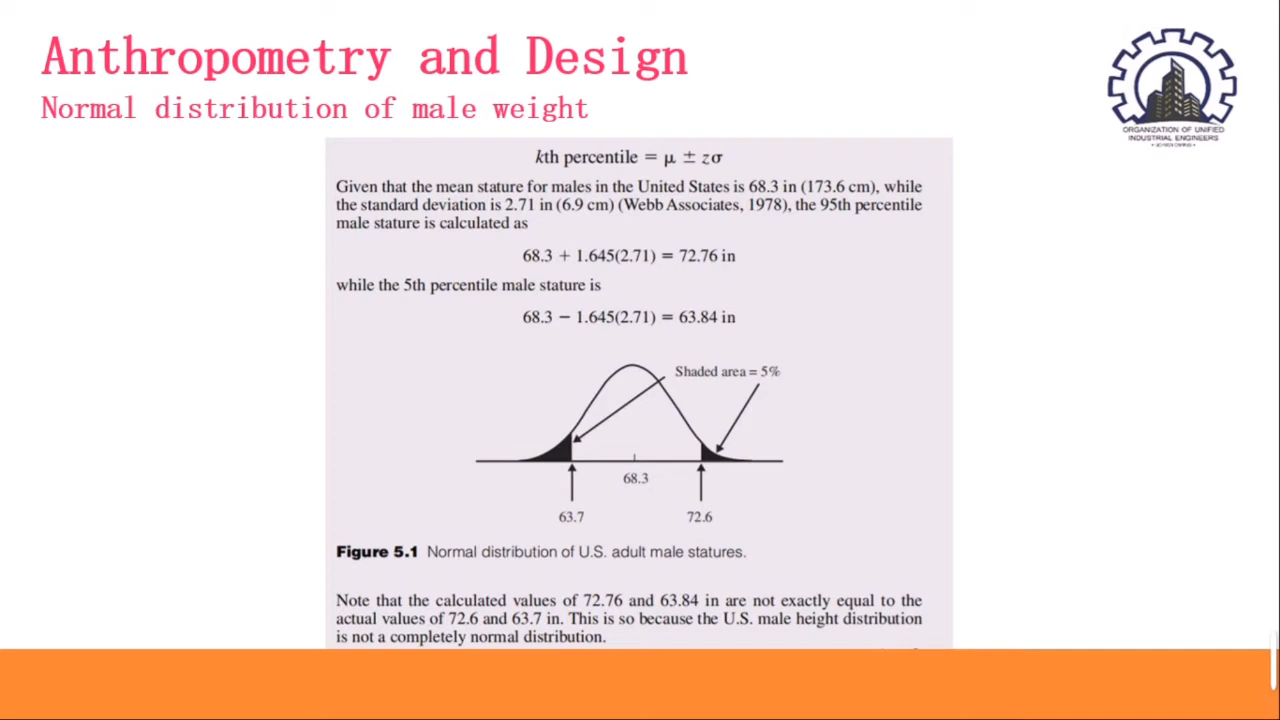 Anthropometry and Design
Normal distribution of male weight
ORGANIZATION OF UNIFIED
INDUSTRIAL ENGINEERS
kth percentile = μ ± zσ
Given that the mean stature for males in the United States is 68.3 in (173.6 cm), while
the standard deviation is 2.71 in (6.9 cm) (Webb Associates, 1978), the 95th percentile
male stature is calculated as
68.3 + 1.645(2.71) = 72.76 in
while the 5th percentile male stature is
68.3 − 1.645(2.71) = 63.84 in
Shaded area = 5%
68.3
63.7
72.6
Figure 5.1 Normal distribution of U.S. adult male statures.
Note that the calculated values of 72.76 and 63.84 in are not exactly equal to the
actual values of 72.6 and 63.7 in. This is so because the U.S. male height distribution
is not a completely normal distribution.